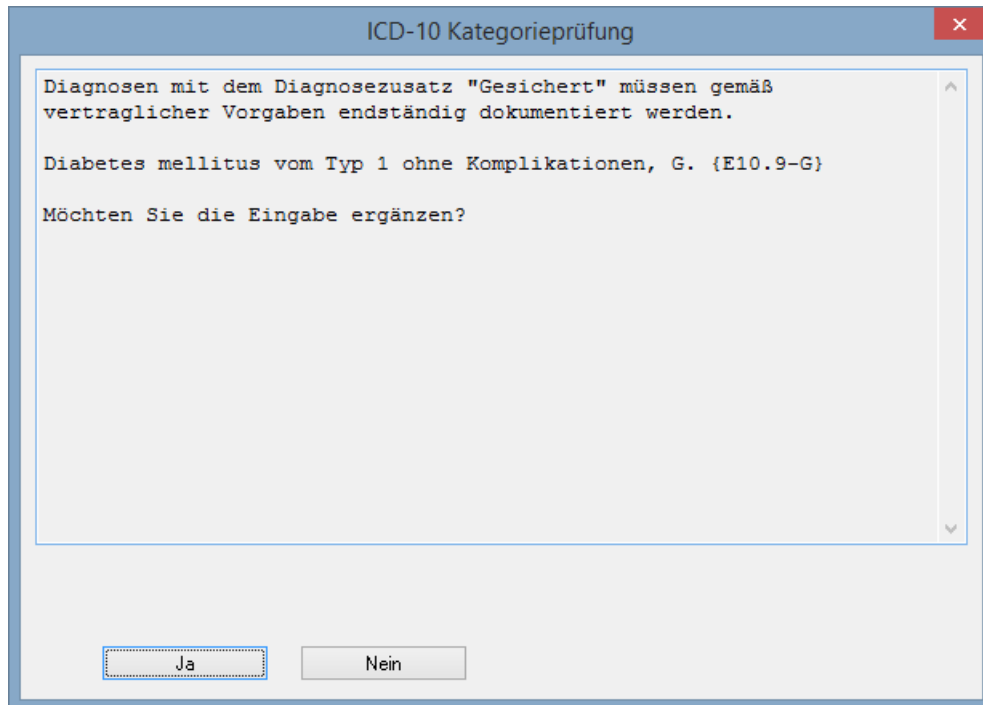 ICD-10 Kategorieprüfung
Diagnosen mit dem Diagnosezusatz "Gesichert" müssen gemäß
vertraglicher Vorgaben endständig dokumentiert werden.
Diabetes mellitus vom Typ 1 ohne Komplikationen, G. {E10.9-G}
Möchten Sie die Eingabe ergänzen?
Ja
Nein